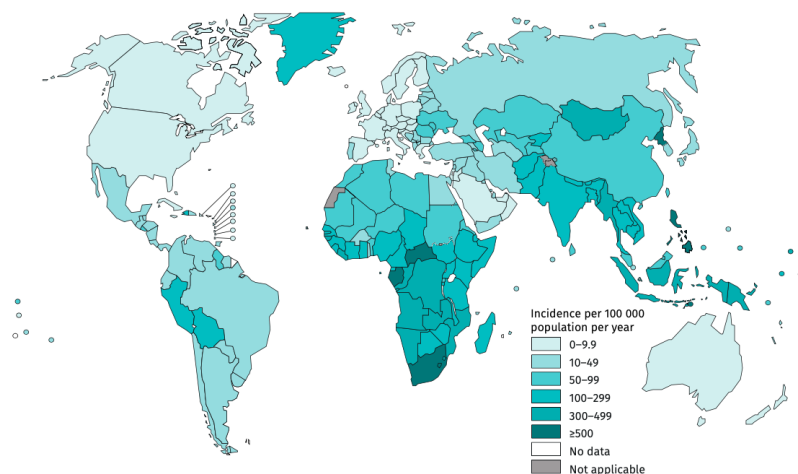 Incidence per 100 000
population per year
0–9.9
10–49
50–99
100–299
300–499
≥500
No data
Not applicable